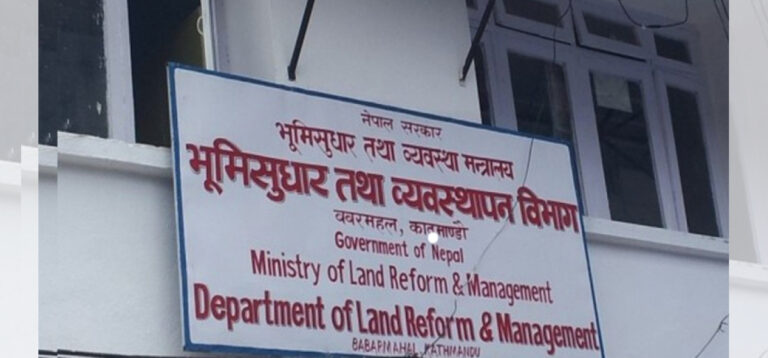 नेपाल सरकार
भूमिसुधार तथा व्यवस्था मन्त्रालय
भूमिसुधार तथा व्यवस्थापन विभाग
ववरमहल, काठमाण्डौ
Government of Nepal
Ministry of Land Reform & Management
Department of Land Reform & Management
BABARMAHAL, KATHMANDU